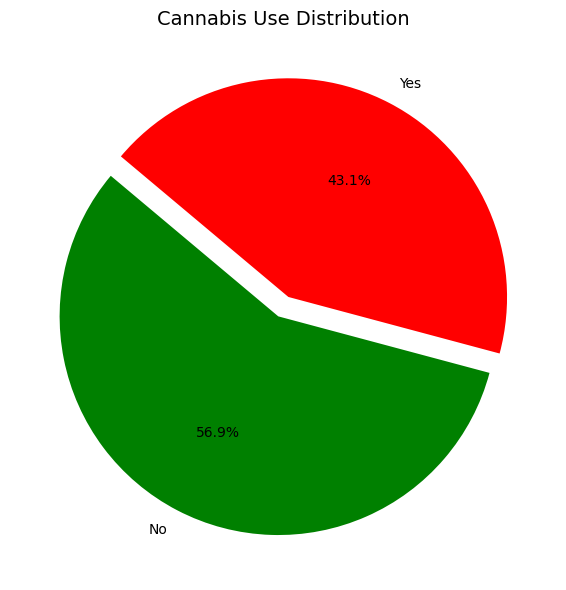 Cannabis Use Distribution
Yes
43.1%
56.9%
No